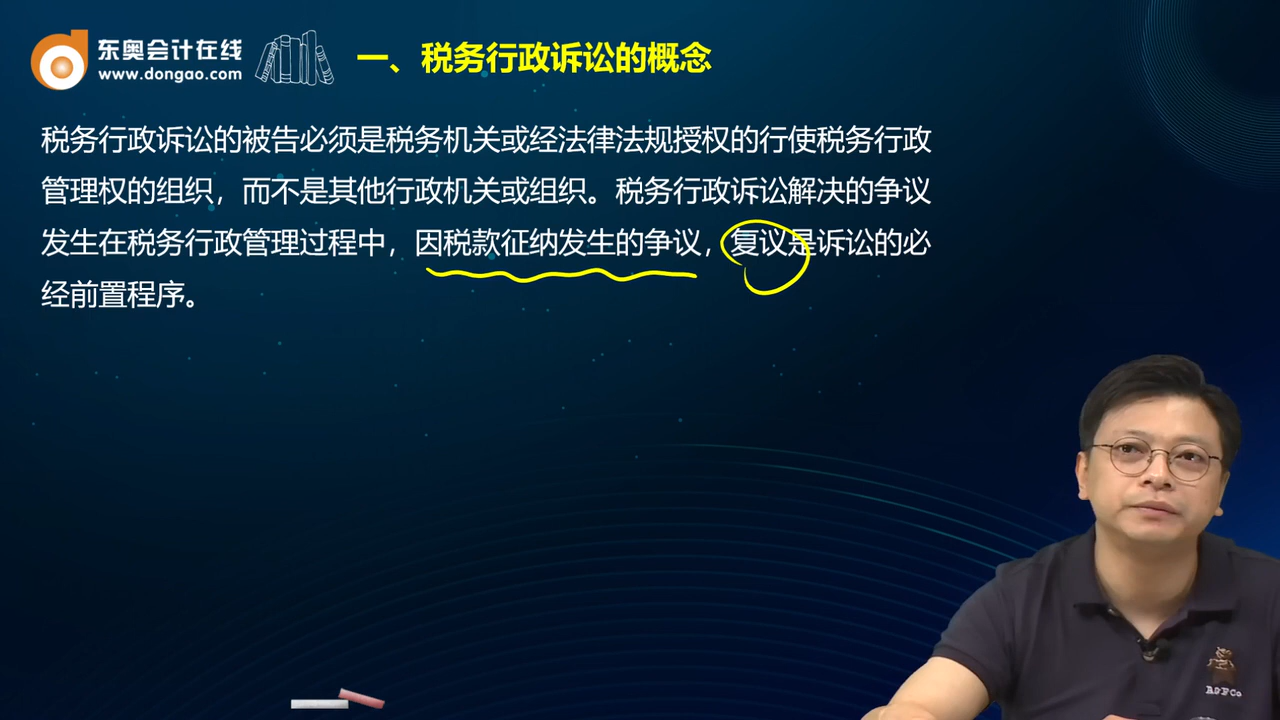 东奥会计在线
www.dongao.com
一、税务行政诉讼的概念
税务行政诉讼的被告必须是税务机关或经法律法规授权的行使税务行政
管理权的组织，而不是其他行政机关或组织。税务行政诉讼解决的争议
发生在税务行政管理过程中，因税款征纳发生的争议，复议是诉讼的必
经前置程序。